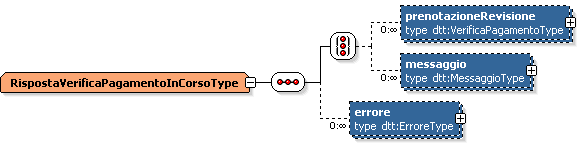 prenotazioneRevisione
0:∞
type dtt:VerificaPagamentoType
RispostaVerificaPagamentoInCorsoType
messaggio
0:∞
type dtt:MessaggioType
errore
0:∞
type dtt:ErroreType